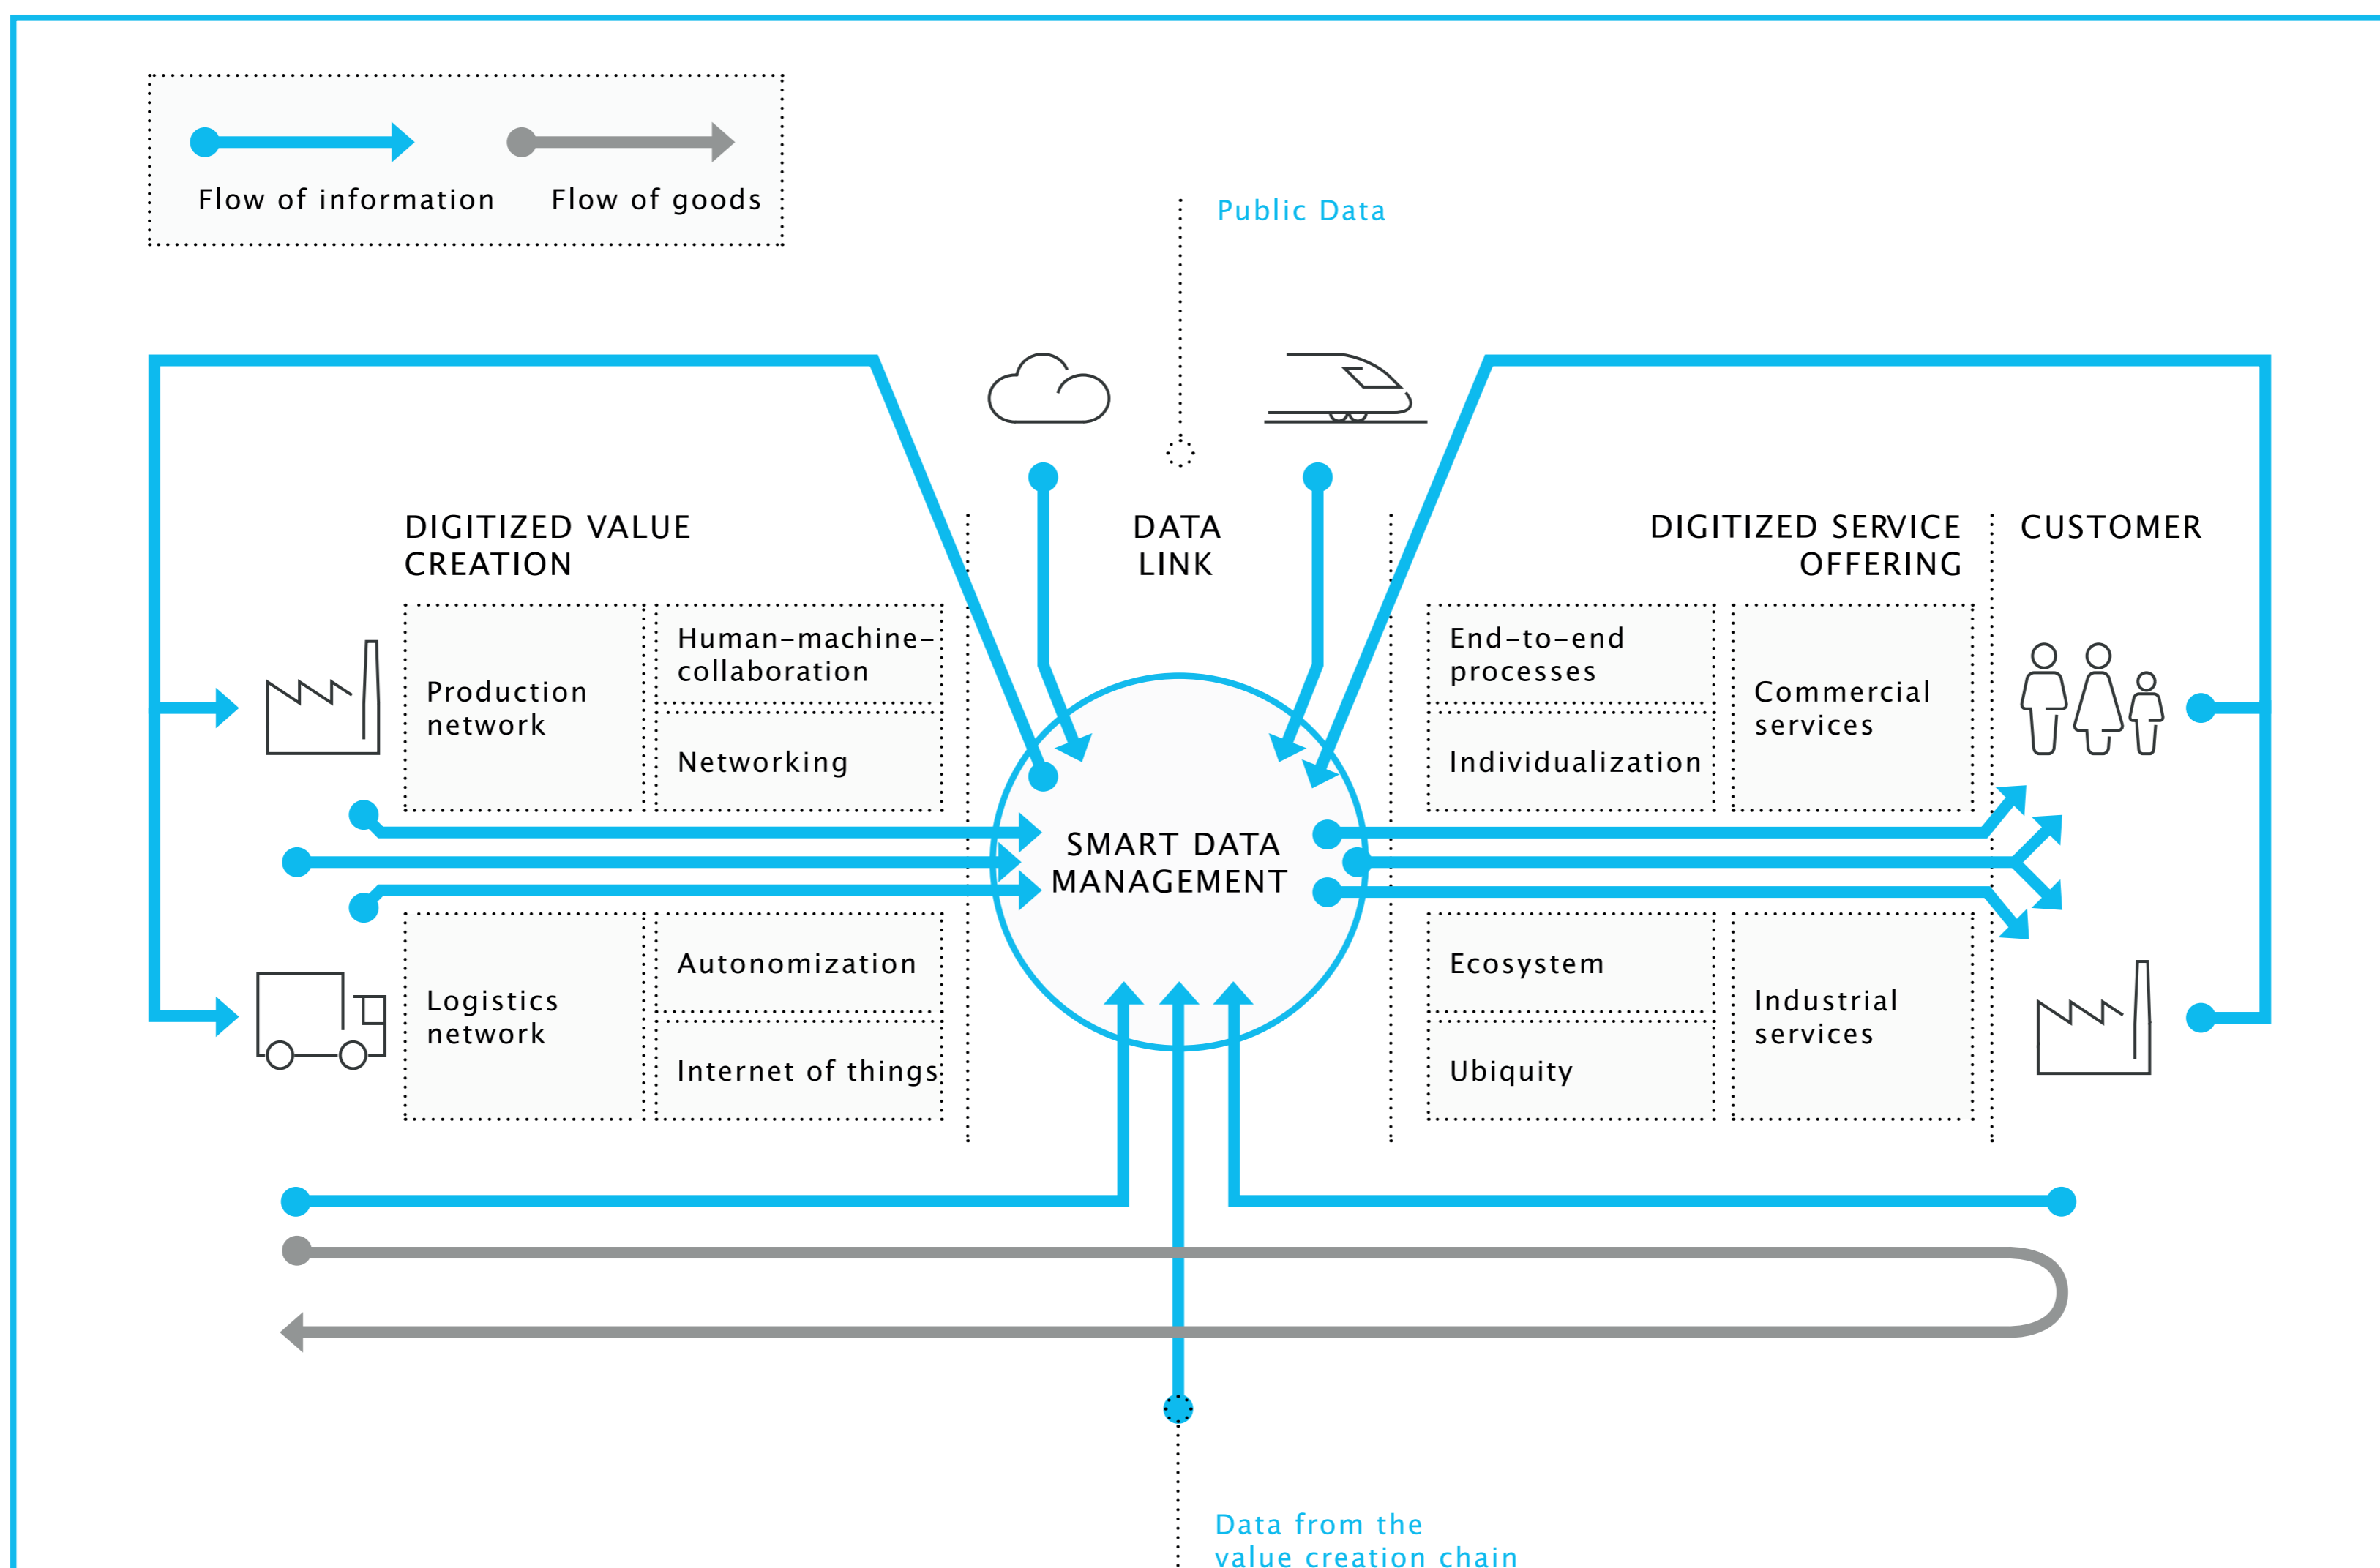 Flow of information
Flow of goods
Public Data
DIGITIZED VALUE
CREATION
DATA
LINK
DIGITIZED SERVICE
OFFERING
CUSTOMER
Production
network
Human-machine-
collaboration
Networking
End-to-end
processes
Individualization
Commercial
services
SMART DATA
MANAGEMENT
Logistics
network
Autonomization
Internet of things
Ecosystem
Ubiquity
Industrial
services
Data from the
value creation chain